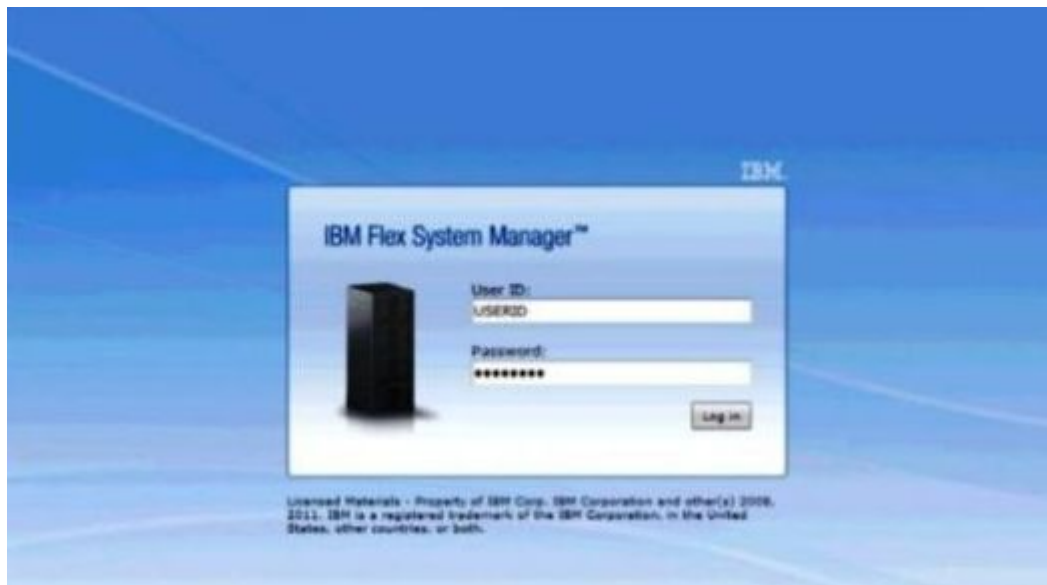 IBM.
IBM Flex System Manager™
User ID:
USERID
Password:
••••••••
Log in
Licensed Materials - Property of IBM Corp. IBM Corporation and other(s) 2009,
2011. IBM is a registered trademark of the IBM Corporation, in the United
States, other countries, or both.